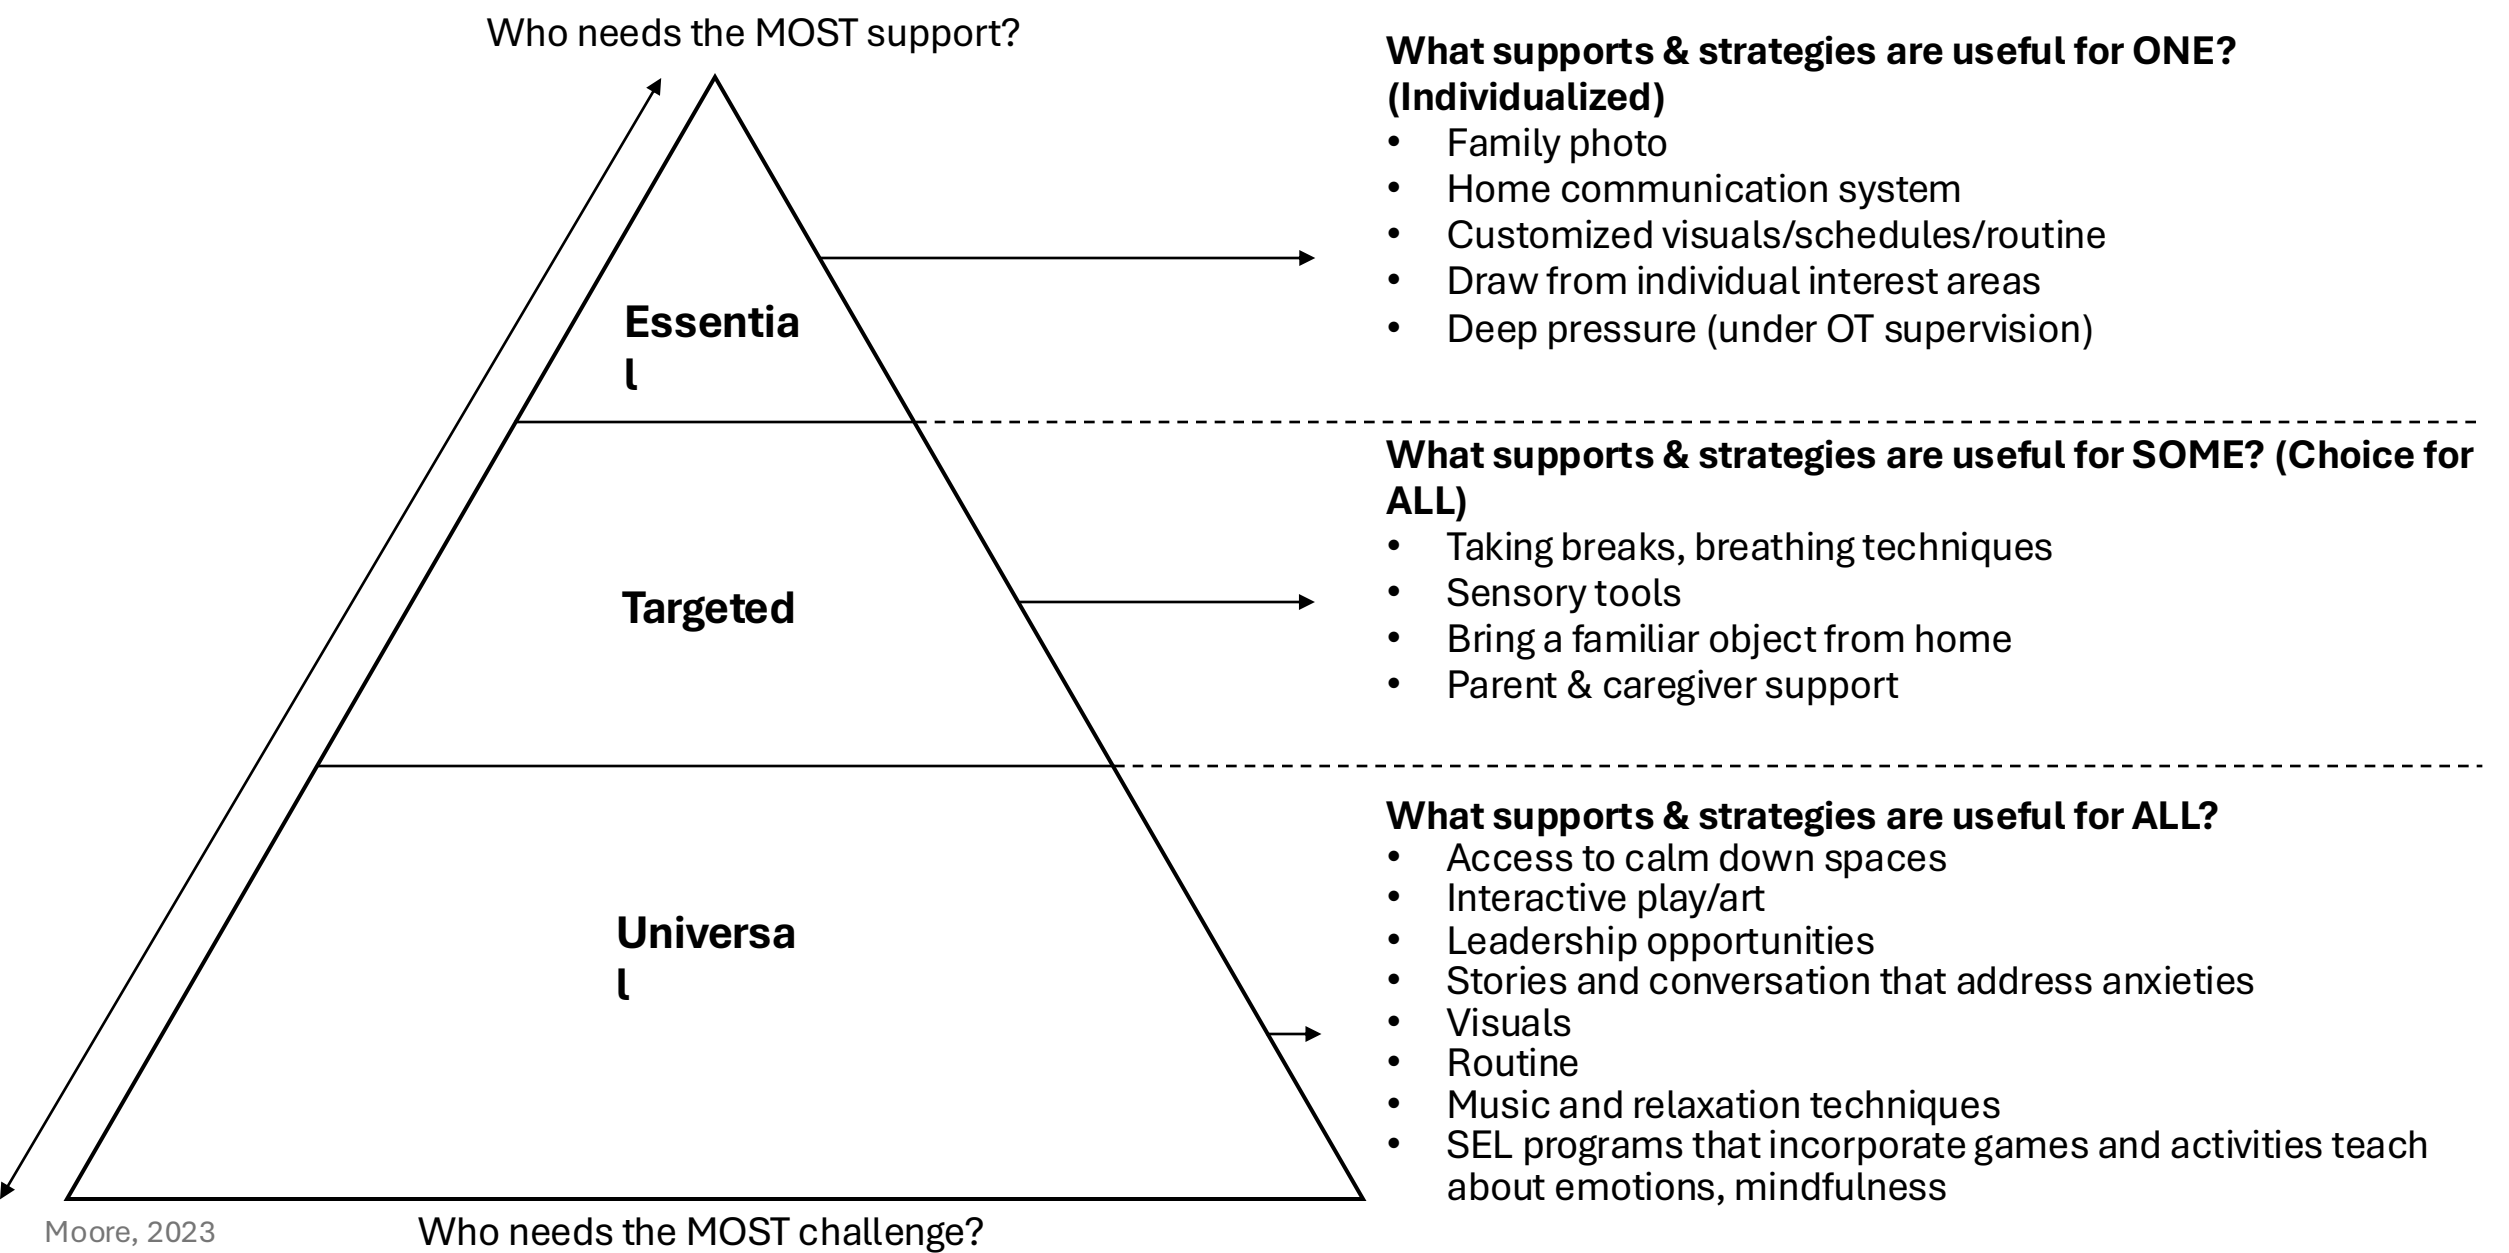 Who needs the MOST support?
Essentia
l
Targeted
Universa
l
Who needs the MOST challenge?
Moore, 2023
What supports & strategies are useful for ONE?
(Individualized)
• Family photo
• Home communication system
• Customized visuals/schedules/routine
• Draw from individual interest areas
• Deep pressure (under OT supervision)
What supports & strategies are useful for SOME? (Choice for
ALL)
• Taking breaks, breathing techniques
• Sensory tools
• Bring a familiar object from home
• Parent & caregiver support
What supports & strategies are useful for ALL?
• Access to calm down spaces
• Interactive play/art
• Leadership opportunities
• Stories and conversation that address anxieties
• Visuals
• Routine
• Music and relaxation techniques
• SEL programs that incorporate games and activities teach
about emotions, mindfulness